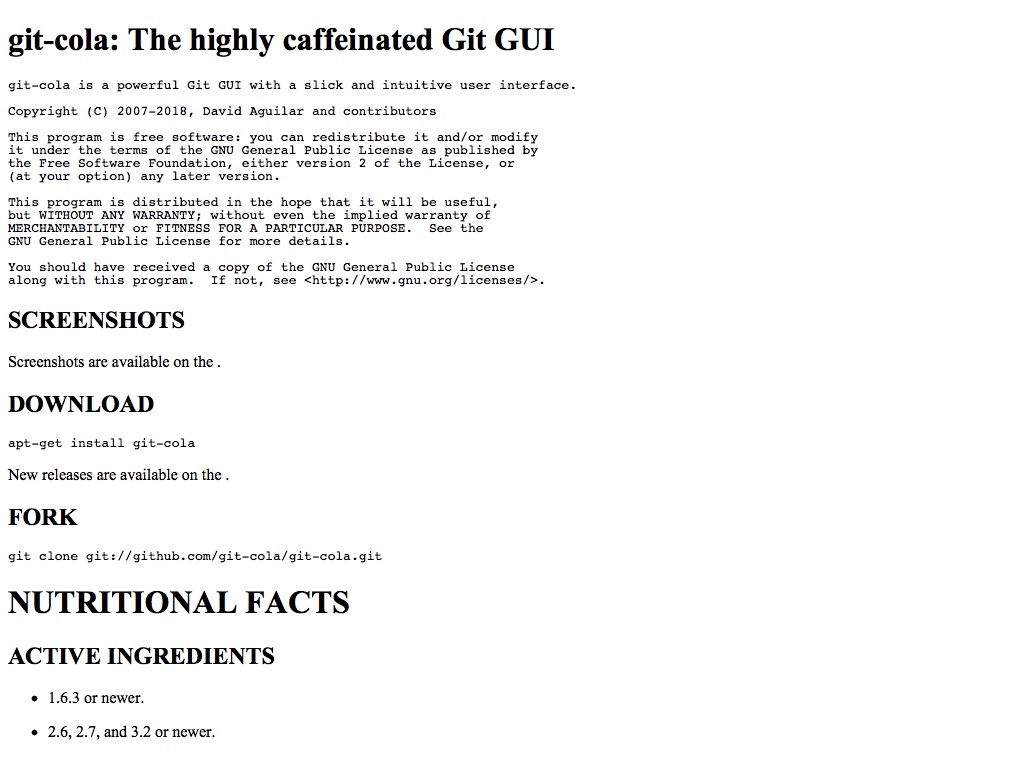 git-cola: The highly caffeinated Git GUI
git-cola is a powerful Git GUI with a slick and intuitive user interface.
Copyright (C) 2007-2018, David Aguilar and contributors
This program is free software: you can redistribute it and/or modify
it under the terms of the GNU General Public License as published by
the Free Software Foundation, either version 2 of the License, or
(at your option) any later version.
This program is distributed in the hope that it will be useful,
but WITHOUT ANY WARRANTY; without even the implied warranty of
MERCHANTABILITY or FITNESS FOR A PARTICULAR PURPOSE.  See the
GNU General Public License for more details.
You should have received a copy of the GNU General Public License
along with this program.  If not, see <http://www.gnu.org/licenses/>.
SCREENSHOTS
Screenshots are available on the .
DOWNLOAD
apt-get install git-cola
New releases are available on the .
FORK
git clone git://github.com/git-cola/git-cola.git
NUTRITIONAL FACTS
ACTIVE INGREDIENTS
• 1.6.3 or newer.
• 2.6, 2.7, and 3.2 or newer.